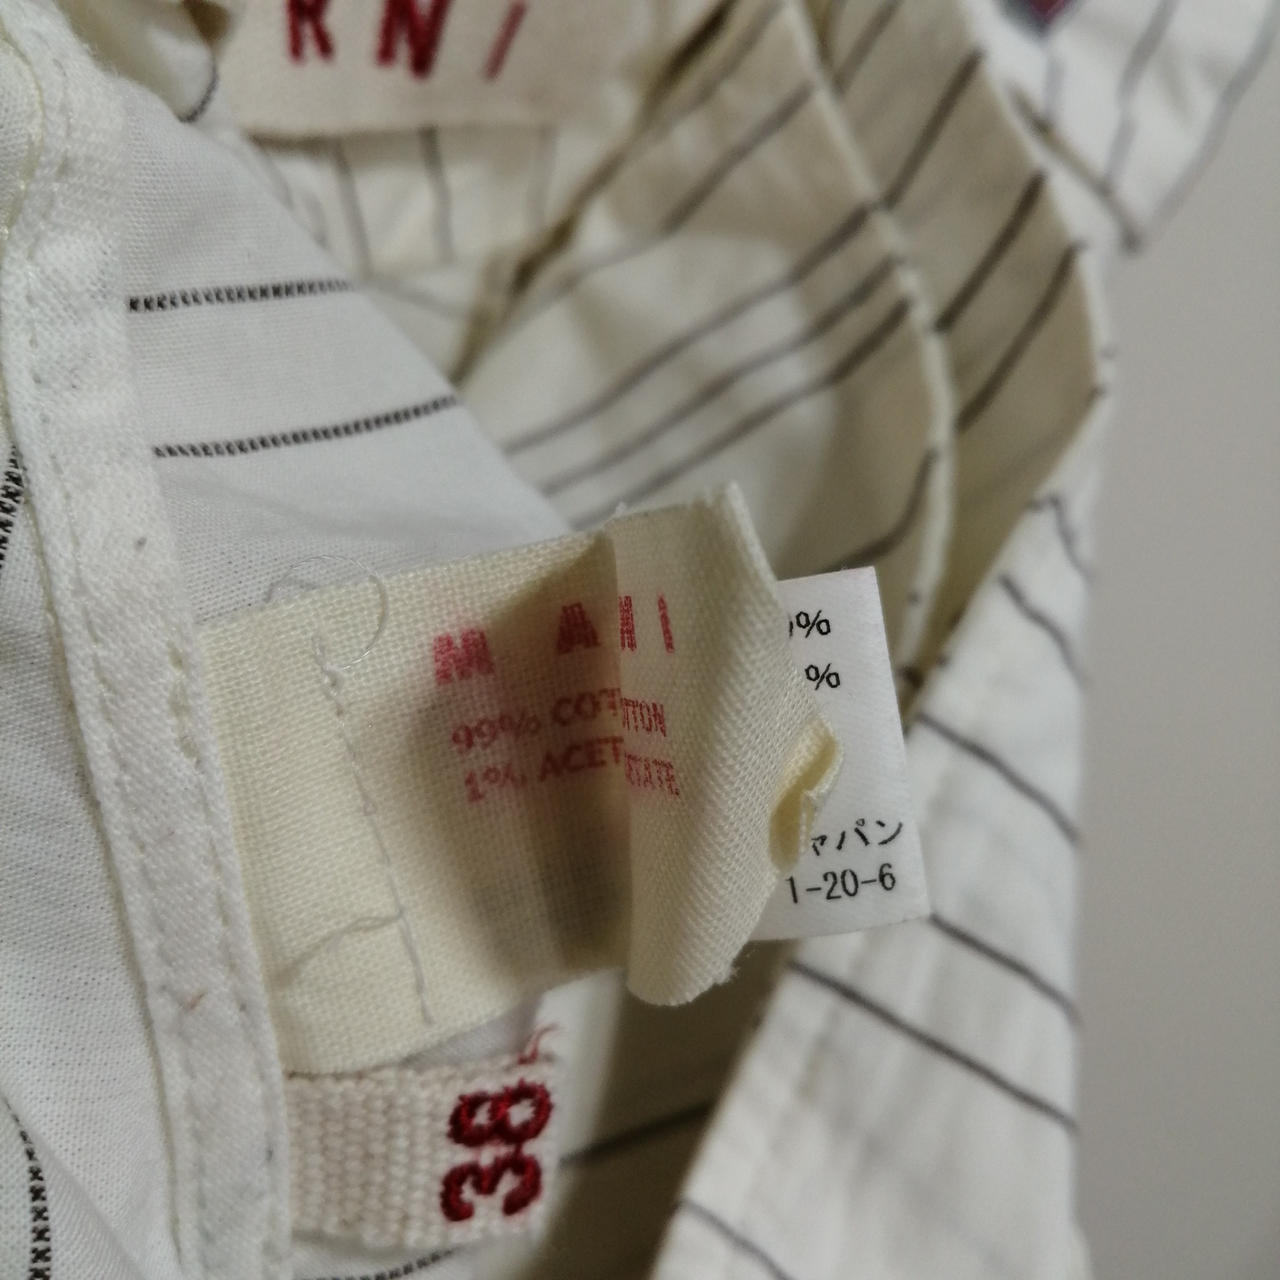 RNI
M A N I
99% COTTON
1% ACETATE
%
%
ャパン
1-20-6
38